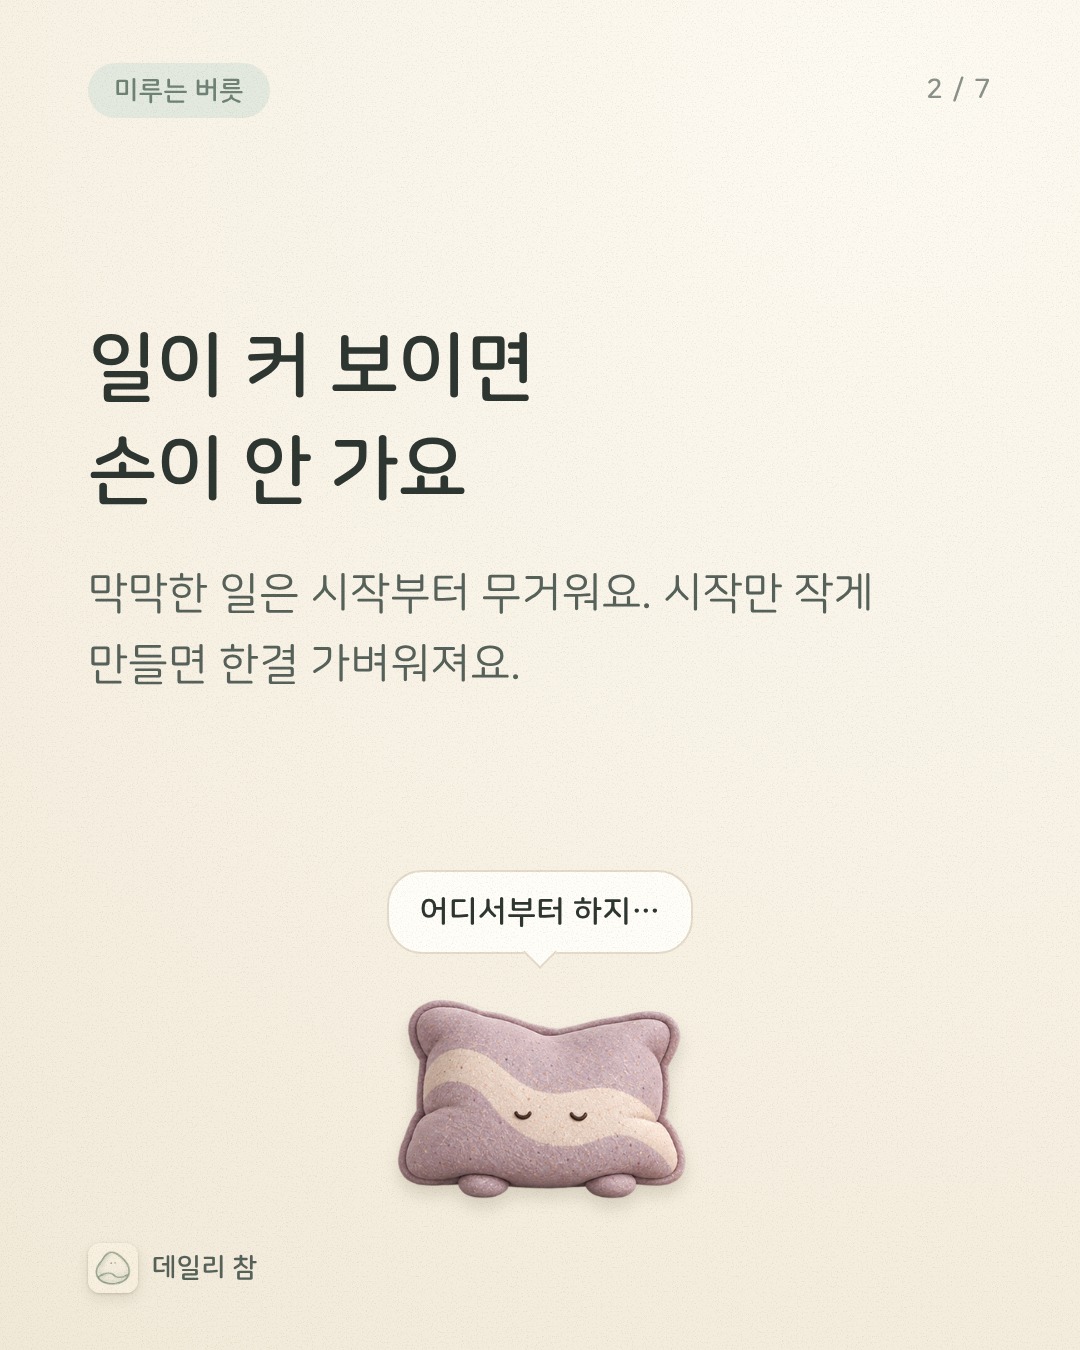 미루는 버릇
2 / 7
일이 커 보이면
손이 안 가요
막막한 일은 시작부터 무거워요. 시작만 작게
만들면 한결 가벼워져요.
어디서부터 하지…
데일리 참